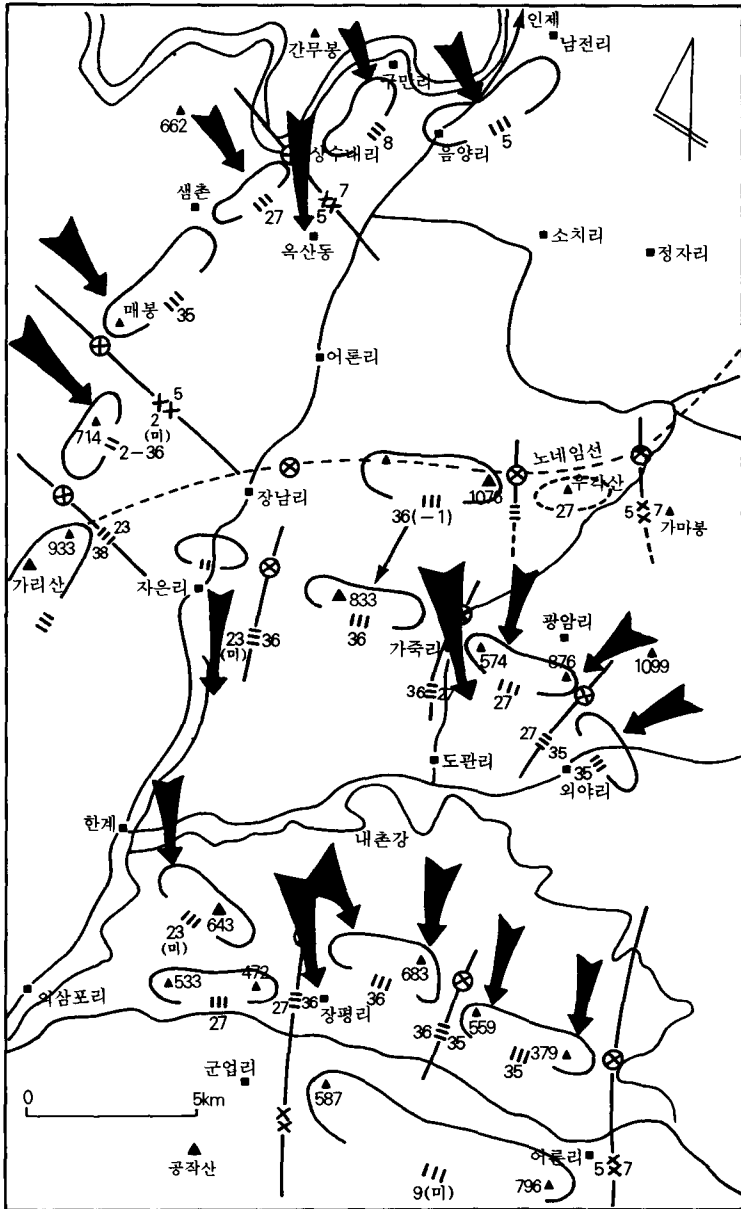 인제
간무봉
남전리
구만리
662
8
5
음양리
상수내리
7
5
샘촌
27
옥산동
소치리
정자리
매봉
35
어론리
5
2
(미)
714
2-36
노네임선
우라산
1076
27
장남리
36(-1)
5
7
가마봉
23
38
933
가리산
자은리
833
36
23
(미)
36
가죽리
광암리
574
876
1099
27
36
27
27
35
도관리
35
외야리
한계
내촌강
643
23
(미)
683
533
472
36
역삼포리
27
27
36
장평리
559
36
35
35
379
군업리
587
0
5km
공작산
어론리
5
7
796
9(미)